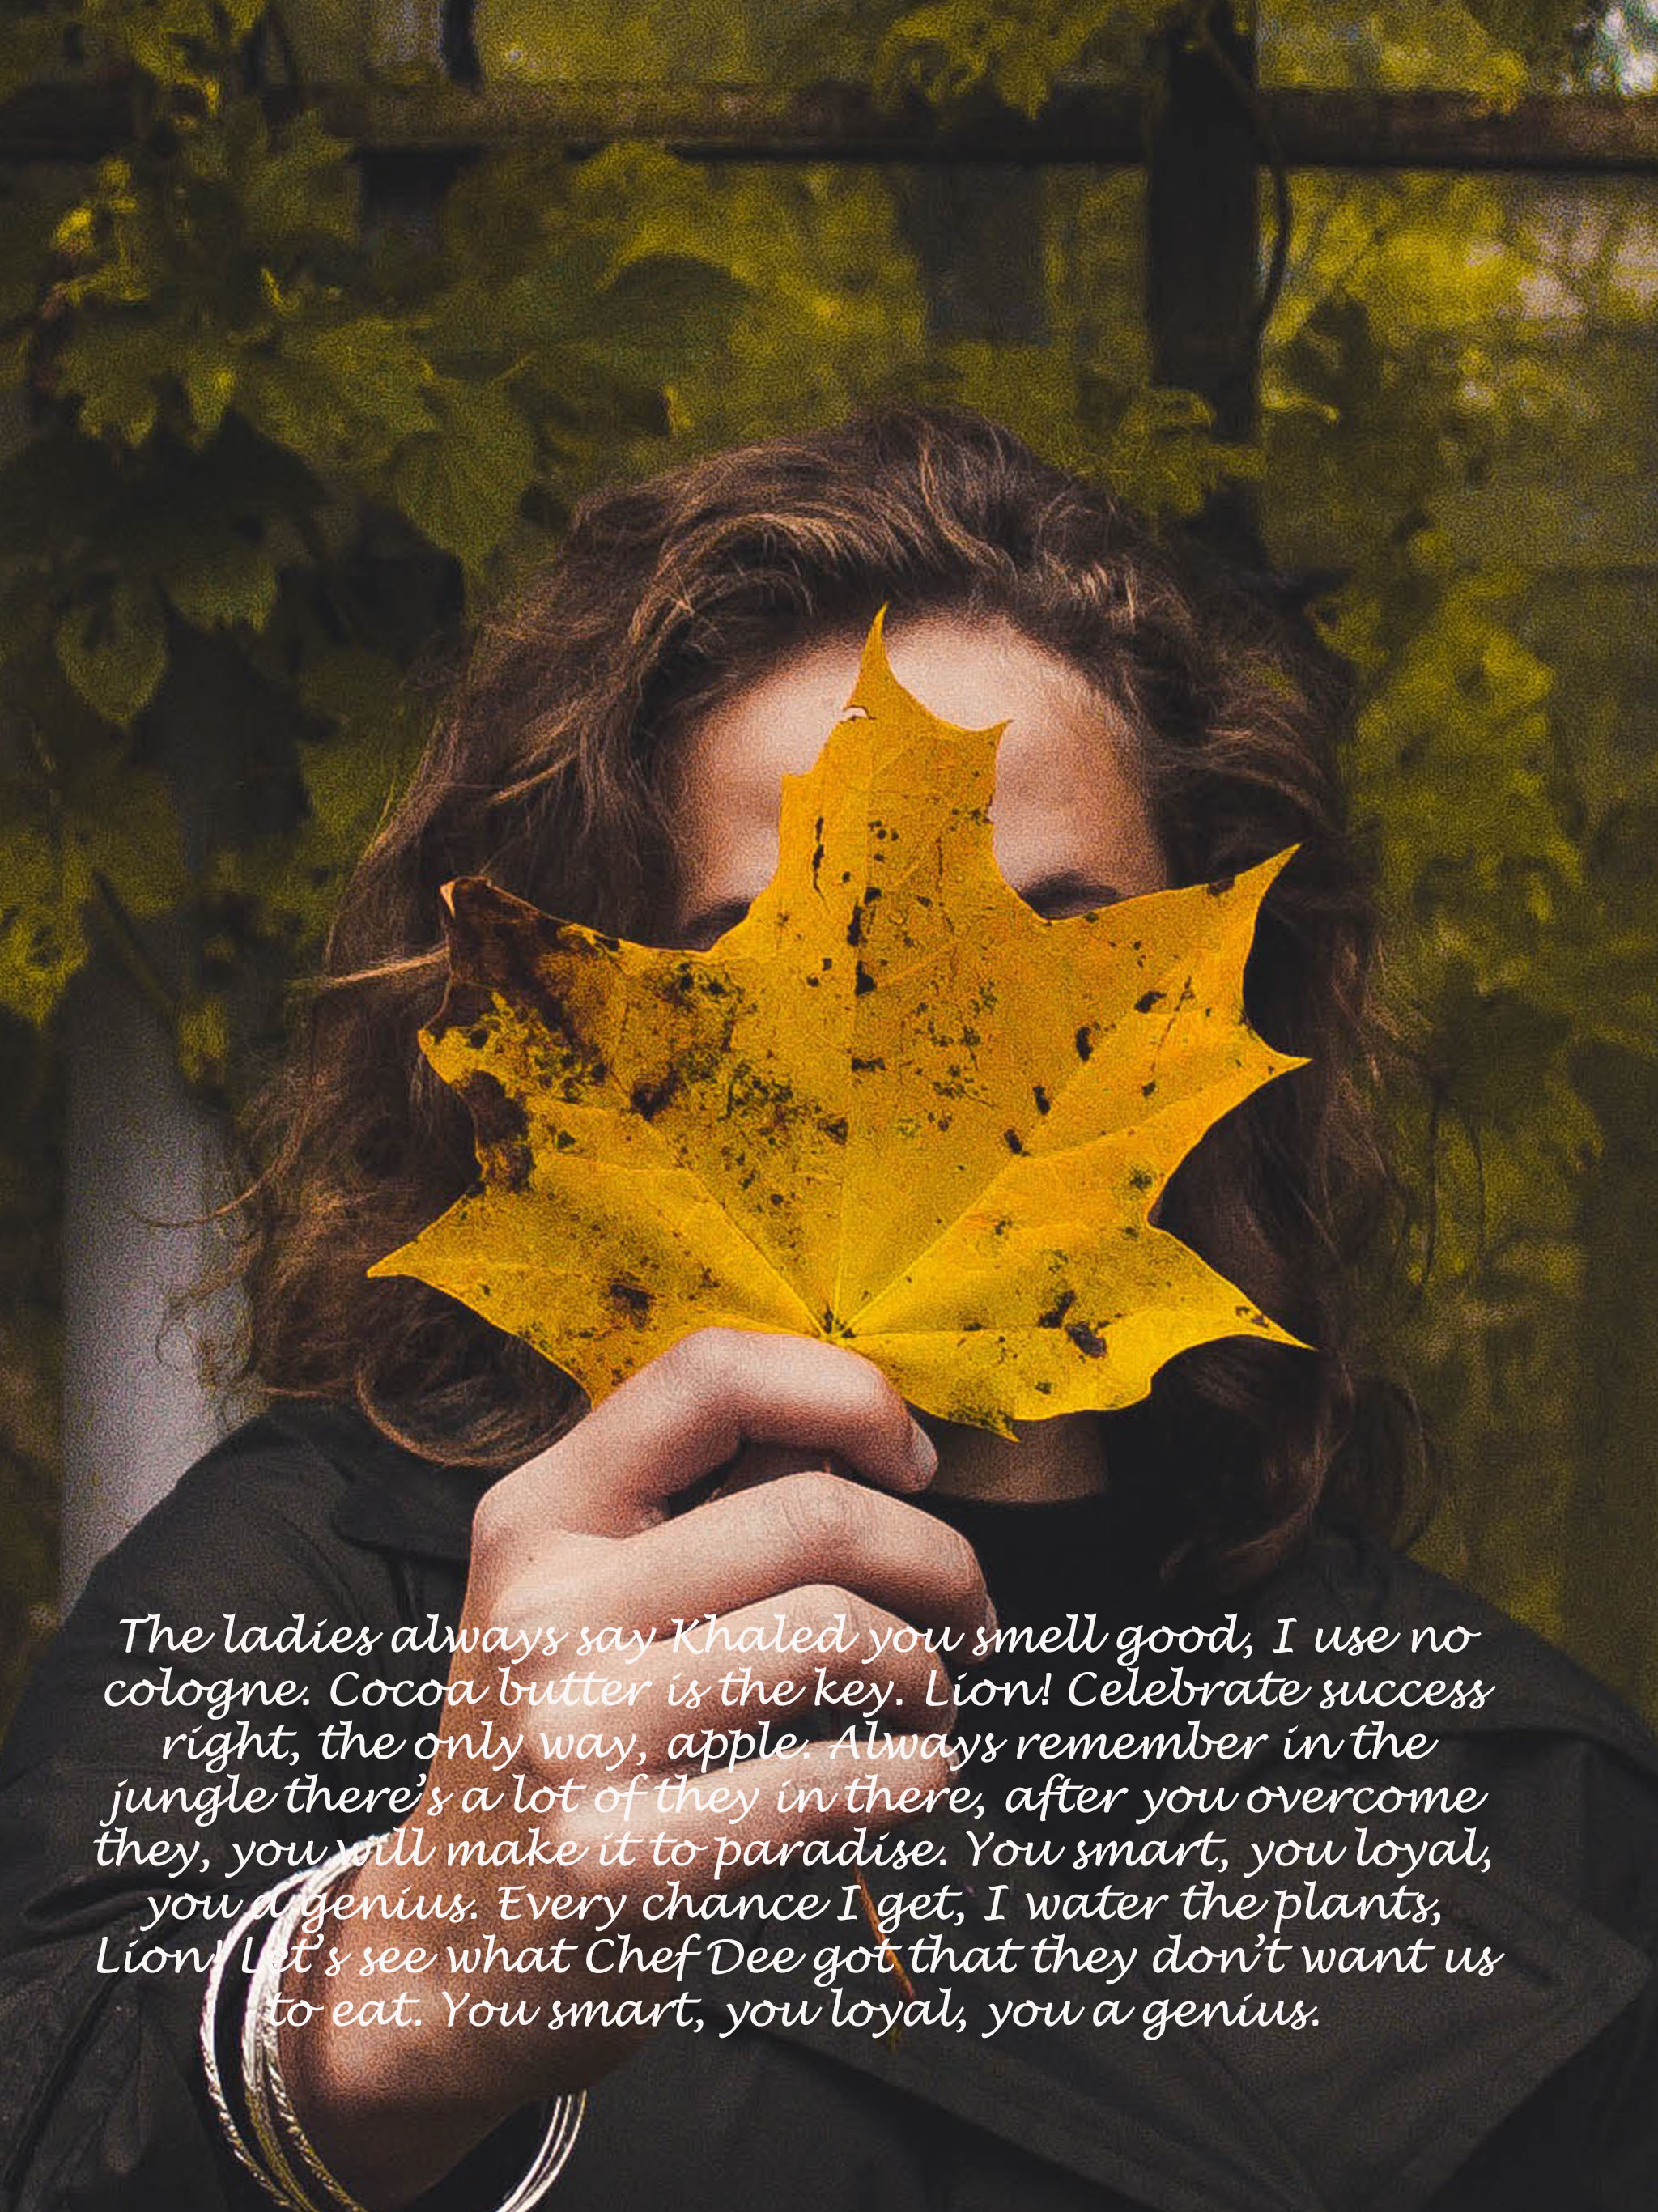 The ladies always say Khaled you smell good, I use no
cologne. Cocoa butter is the key. Lion! Celebrate success
right, the only way, apple. Always remember in the
jungle there’s a lot of they in there, after you overcome
they, you will make it to paradise. You smart, you loyal,
you a genius. Every chance I get, I water the plants,
Lion! Let’s see what Chef Dee got that they don’t want us
to eat. You smart, you loyal, you a genius.